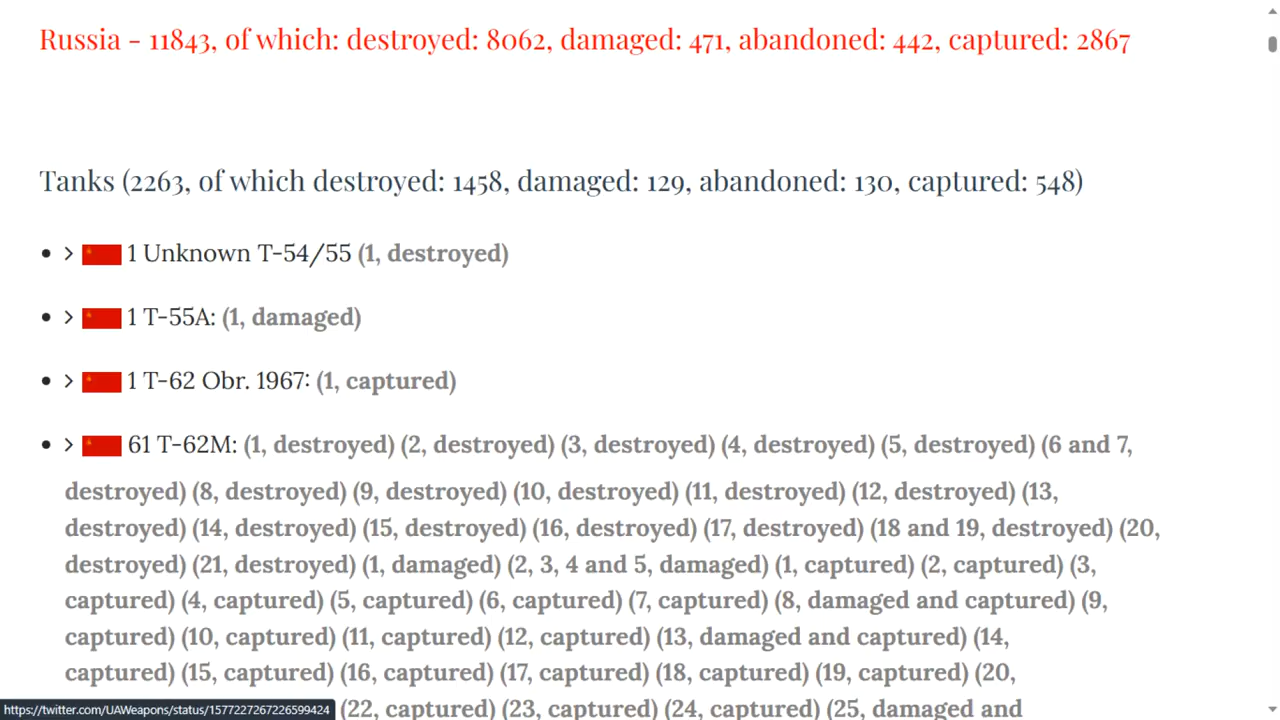 Russia - 11843, of which: destroyed: 8062, damaged: 471, abandoned: 442, captured: 2867
Tanks (2263, of which destroyed: 1458, damaged: 129, abandoned: 130, captured: 548)
1 Unknown T-54/55 (1, destroyed)
1 T-55A: (1, damaged)
1 T-62 Obr. 1967: (1, captured)
61 T-62M: (1, destroyed) (2, destroyed) (3, destroyed) (4, destroyed) (5, destroyed) (6 and 7,
destroyed) (8, destroyed) (9, destroyed) (10, destroyed) (11, destroyed) (12, destroyed) (13,
destroyed) (14, destroyed) (15, destroyed) (16, destroyed) (17, destroyed) (18 and 19, destroyed) (20,
destroyed) (21, destroyed) (1, damaged) (2, 3, 4 and 5, damaged) (1, captured) (2, captured) (3,
captured) (4, captured) (5, captured) (6, captured) (7, captured) (8, damaged and captured) (9,
captured) (10, captured) (11, captured) (12, captured) (13, damaged and captured) (14,
captured) (15, captured) (16, captured) (17, captured) (18, captured) (19, captured) (20,
(22, captured) (23, captured) (24, captured) (25, damaged and
https://twitter.com/UAWeapons/status/1577227267226599424